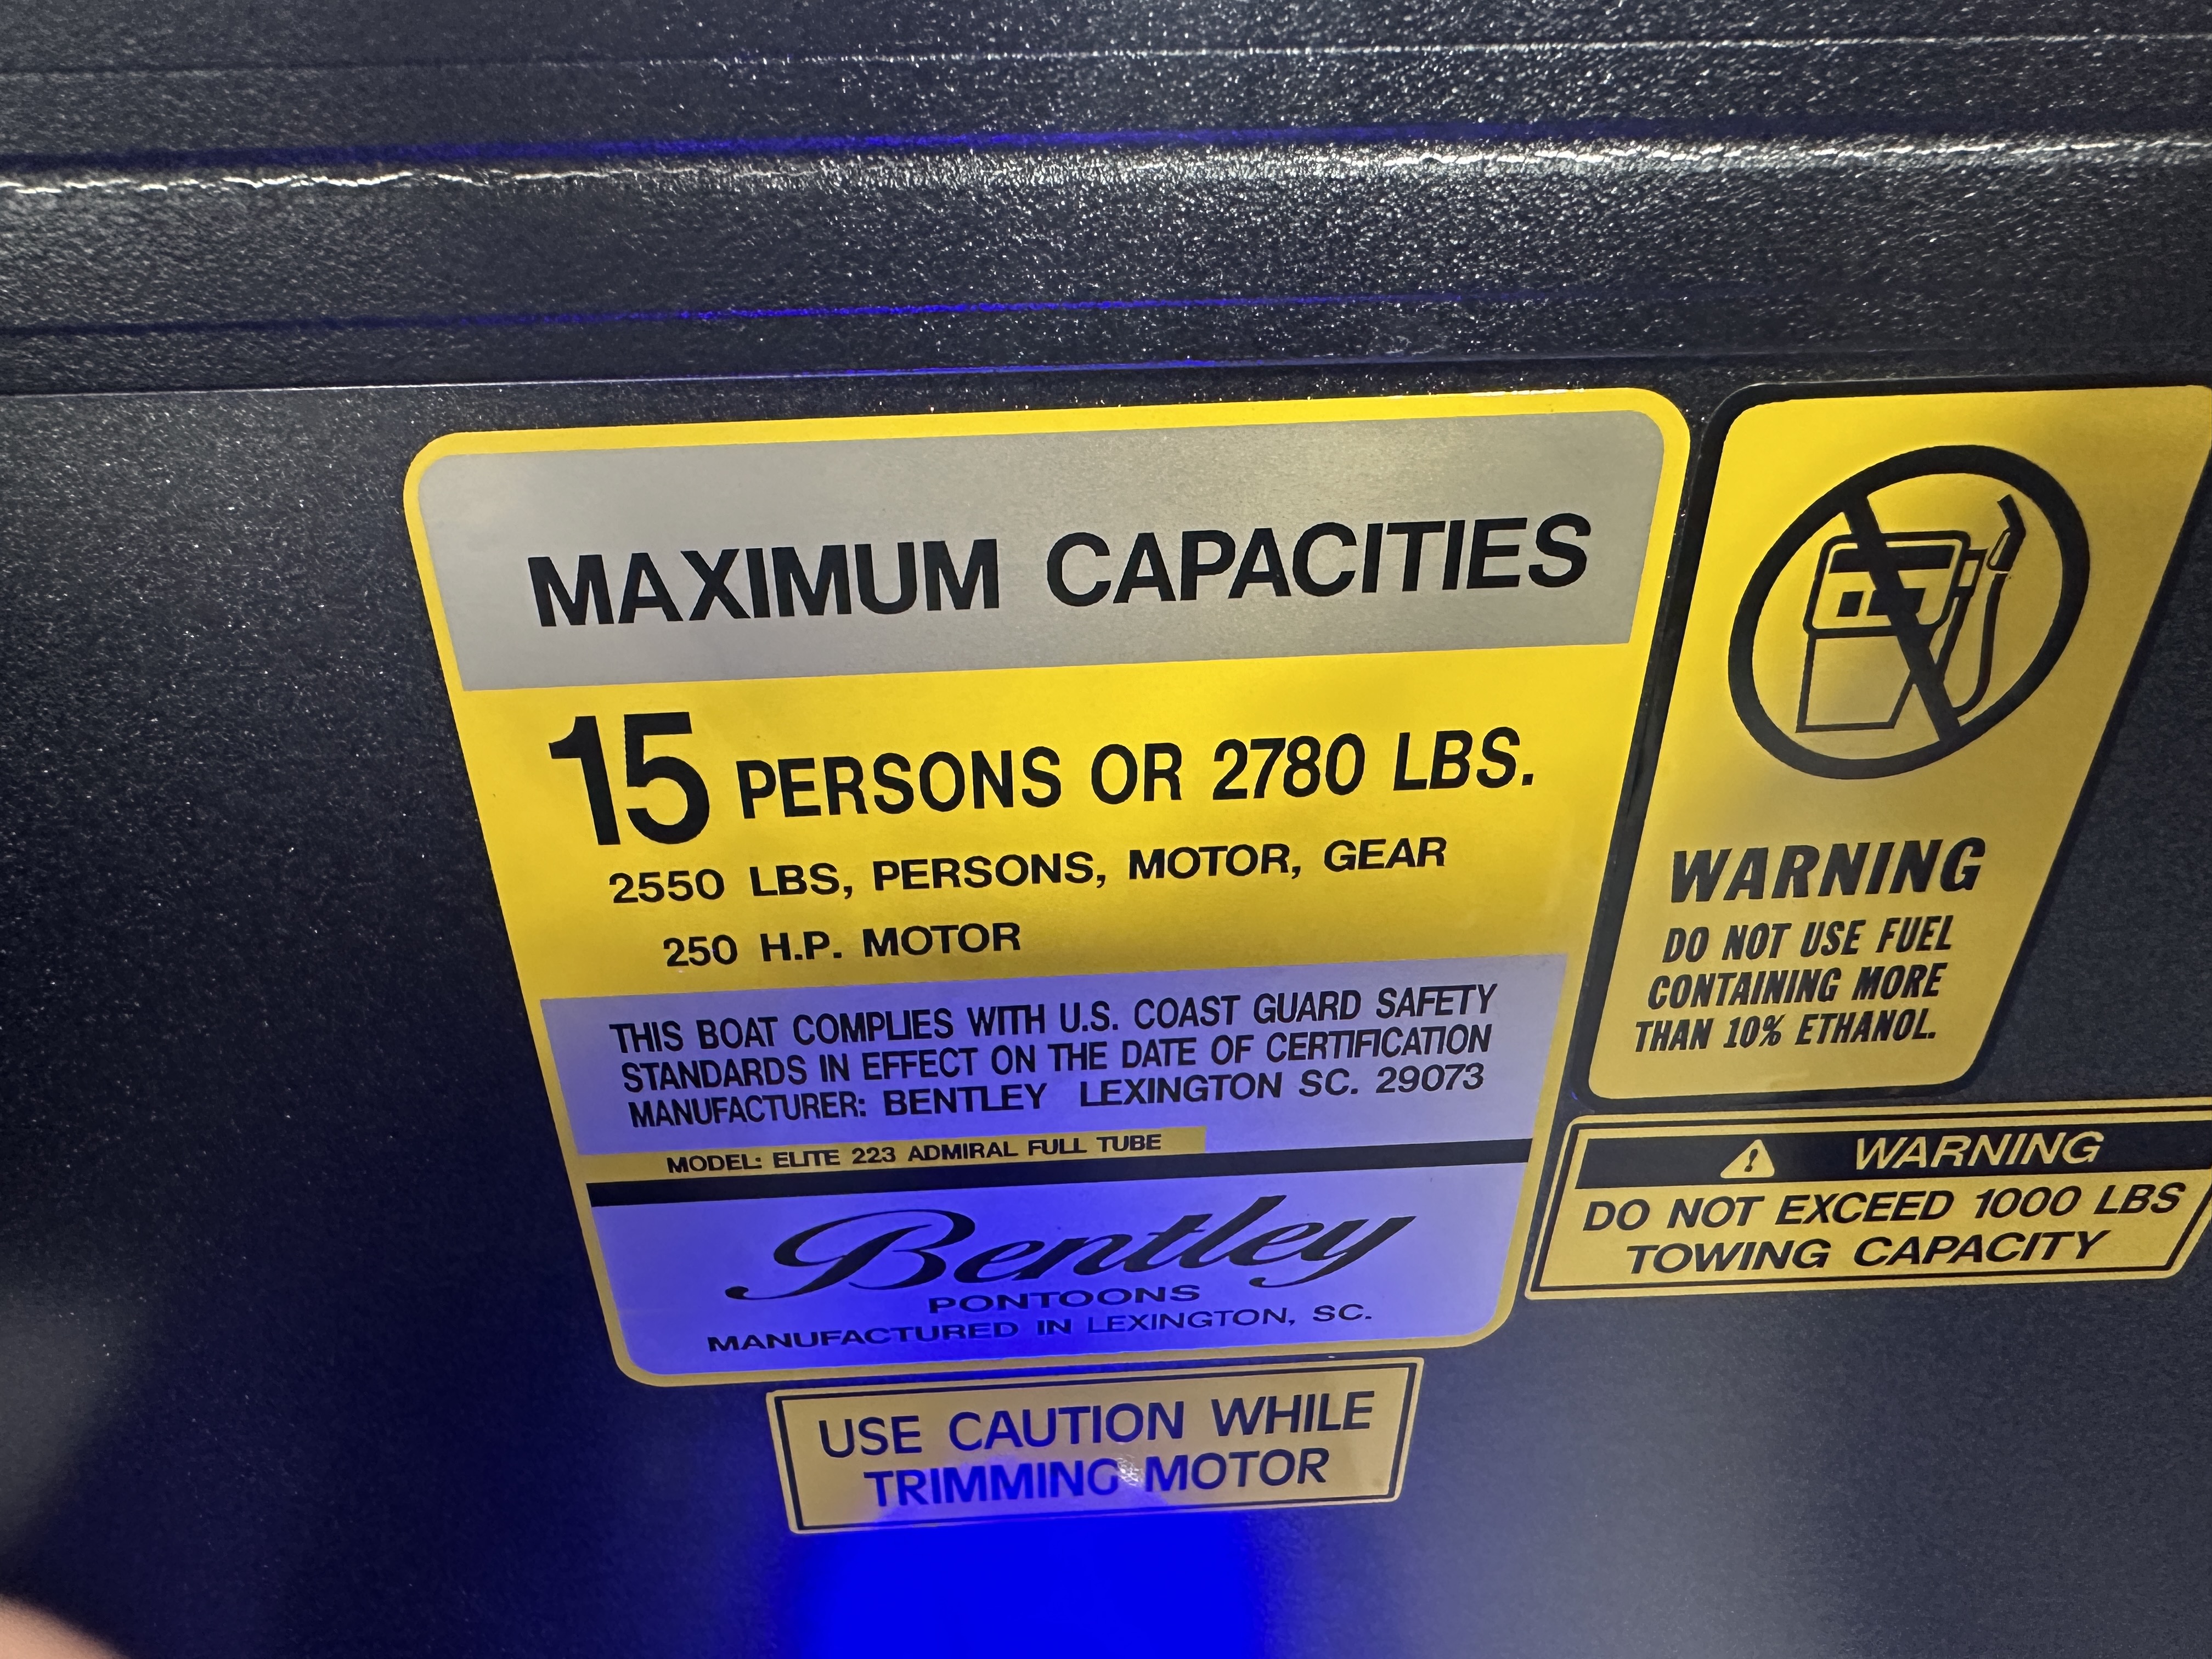 MAXIMUM CAPACITIES
15 PERSONS OR 2780 LBS.
2550 LBS, PERSONS, MOTOR, GEAR
250 H.P. MOTOR
THIS BOAT COMPLIES WITH U.S. COAST GUARD SAFETY
STANDARDS IN EFFECT ON THE DATE OF CERTIFICATION
MANUFACTURER: BENTLEY LEXINGTON SC. 29073
MODEL: ELITE 223 ADMIRAL FULL TUBE
Bentley
PONTOONS
MANUFACTURED IN LEXINGTON, SC.
USE CAUTION WHILE
TRIMMING MOTOR
WARNING
DO NOT USE FUEL
CONTAINING MORE
THAN 10% ETHANOL.
WARNING
DO NOT EXCEED 1000 LBS
TOWING CAPACITY